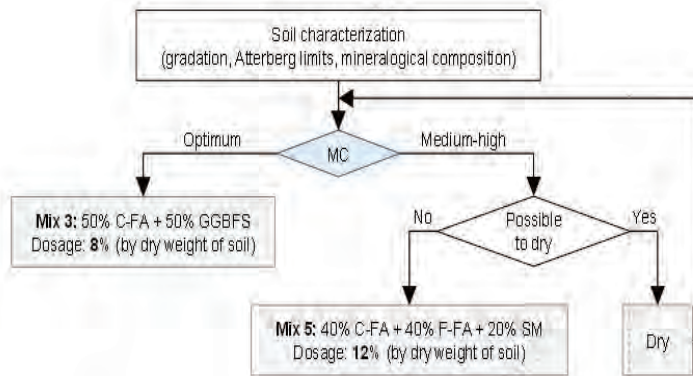 Soil characterization
(gradation, Atterberg limits, mineralogical composition)
Optimum
MC
Medium-high
Mix 3: 50% C-FA + 50% GGBFS
Dosage: 8% (by dry weight of soil)
No
Possible
to dry
Yes
Mix 5: 40% C-FA + 40% F-FA + 20% SM
Dosage: 12% (by dry weight of soil)
Dry